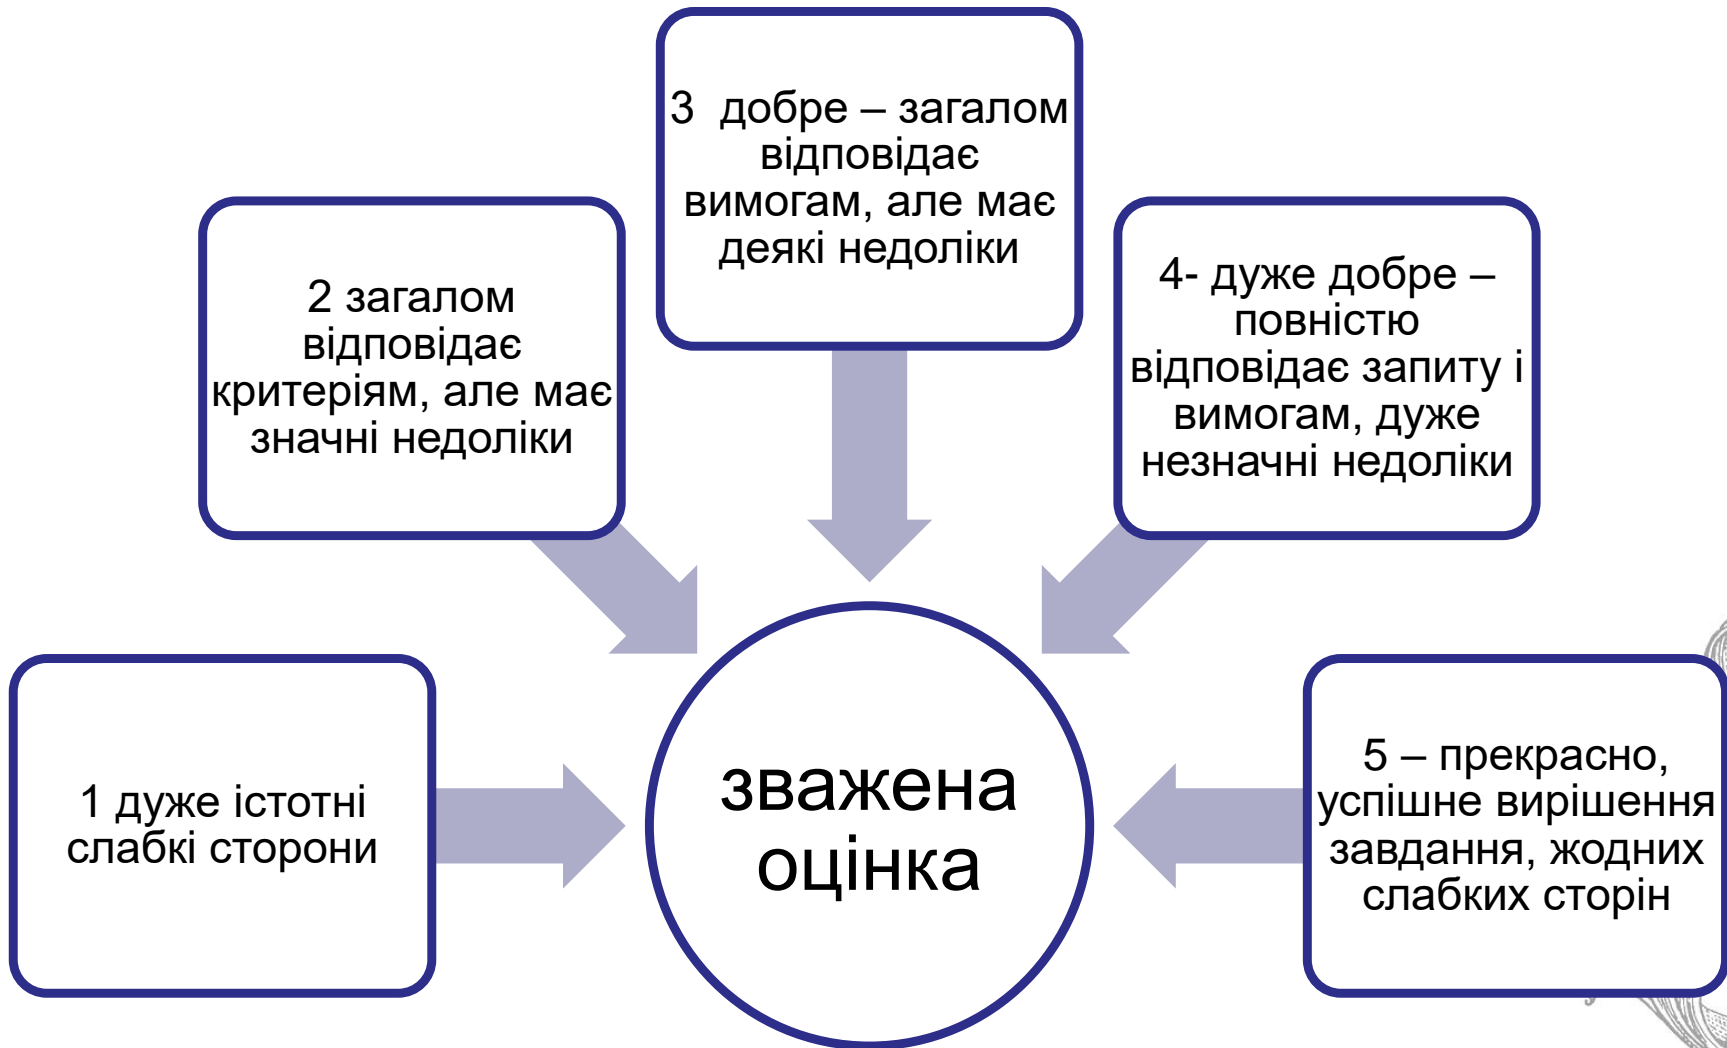 3  добре – загалом
відповідає
вимогам, але має
деякі недоліки
2 загалом
відповідає
критеріям, але має
значні недоліки
4- дуже добре –
повністю
відповідає запиту і
вимогам, дуже
незначні недоліки
1 дуже істотні
слабкі сторони
зважена
оцінка
5 – прекрасно,
успішне вирішення
завдання, жодних
слабких сторін